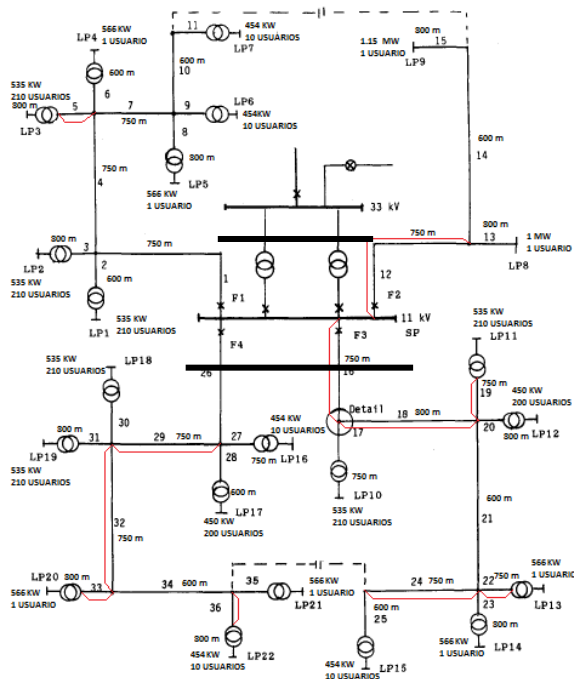 11
454 KW
10 USUARIOS
LP7
566KW
1 USUARIO
LP4
600 m
10
600 m
1.15 MW
1 USUARIO
LP9
800 m
15
535 KW
210 USUARIOS
800 m
5
LP3
6
7
750 m
9
LP6
454KW
10 USUARIOS
8
800 m
LP5
566 KW
1 USUARIO
600 m
14
750 m
4
33 kV
800 m
3
LP2
2
750 m
600 m
535 KW
210 USUARIOS
LP1
535 KW
210 USUARIOS
1
F1
750 m
12
F2
13
800 m
LP8
1 MW
1 USUARIO
11 kV
SP
F4
F3
26
750 m
16
535 KW
210 USUARIOS
LP18
535 KW
210 USUARIOS
LP11
19
450 KW
200 USUARIOS
LP12
20
800 m
Detail
17
18
800 m
30
800 m
31
LP19
535 KW
210 USUARIOS
29
750 m
27
28
454 KW
10 USUARIOS
LP16
750 m
600 m
LP17
450 KW
200 USUARIOS
750 m
LP10
535 KW
210 USUARIOS
600 m
21
32
750 m
LP20
800 m
33
566 KW
1 USUARIO
34
600 m
35
36
LP21
566 KW
1 USUARIO
800 m
LP22
454 KW
10 USUARIOS
24
750 m
600 m
25
LP15
454 KW
10 USUARIOS
22
750 m
23
LP13
566 KW
1 USUARIO
800 m
LP14
566KW
1 USUARIO